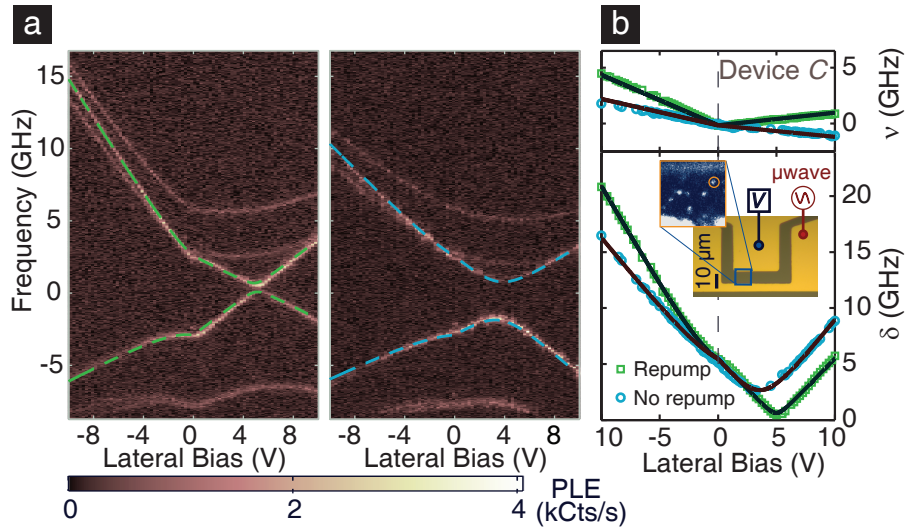 a
b
Frequency (GHz)
15
10
5
0
-5
-8 -4 0 4 8
-8 -4 0 4 8
Lateral Bias (V)
Lateral Bias (V)
0 2 4
PLE
(kCts/s)
Device C
5
0
ν (GHz)
μwave
V
10 μm
20
15
10
5
0
δ (GHz)
Repump
No repump
-10 -5 0 5 10
Lateral Bias (V)